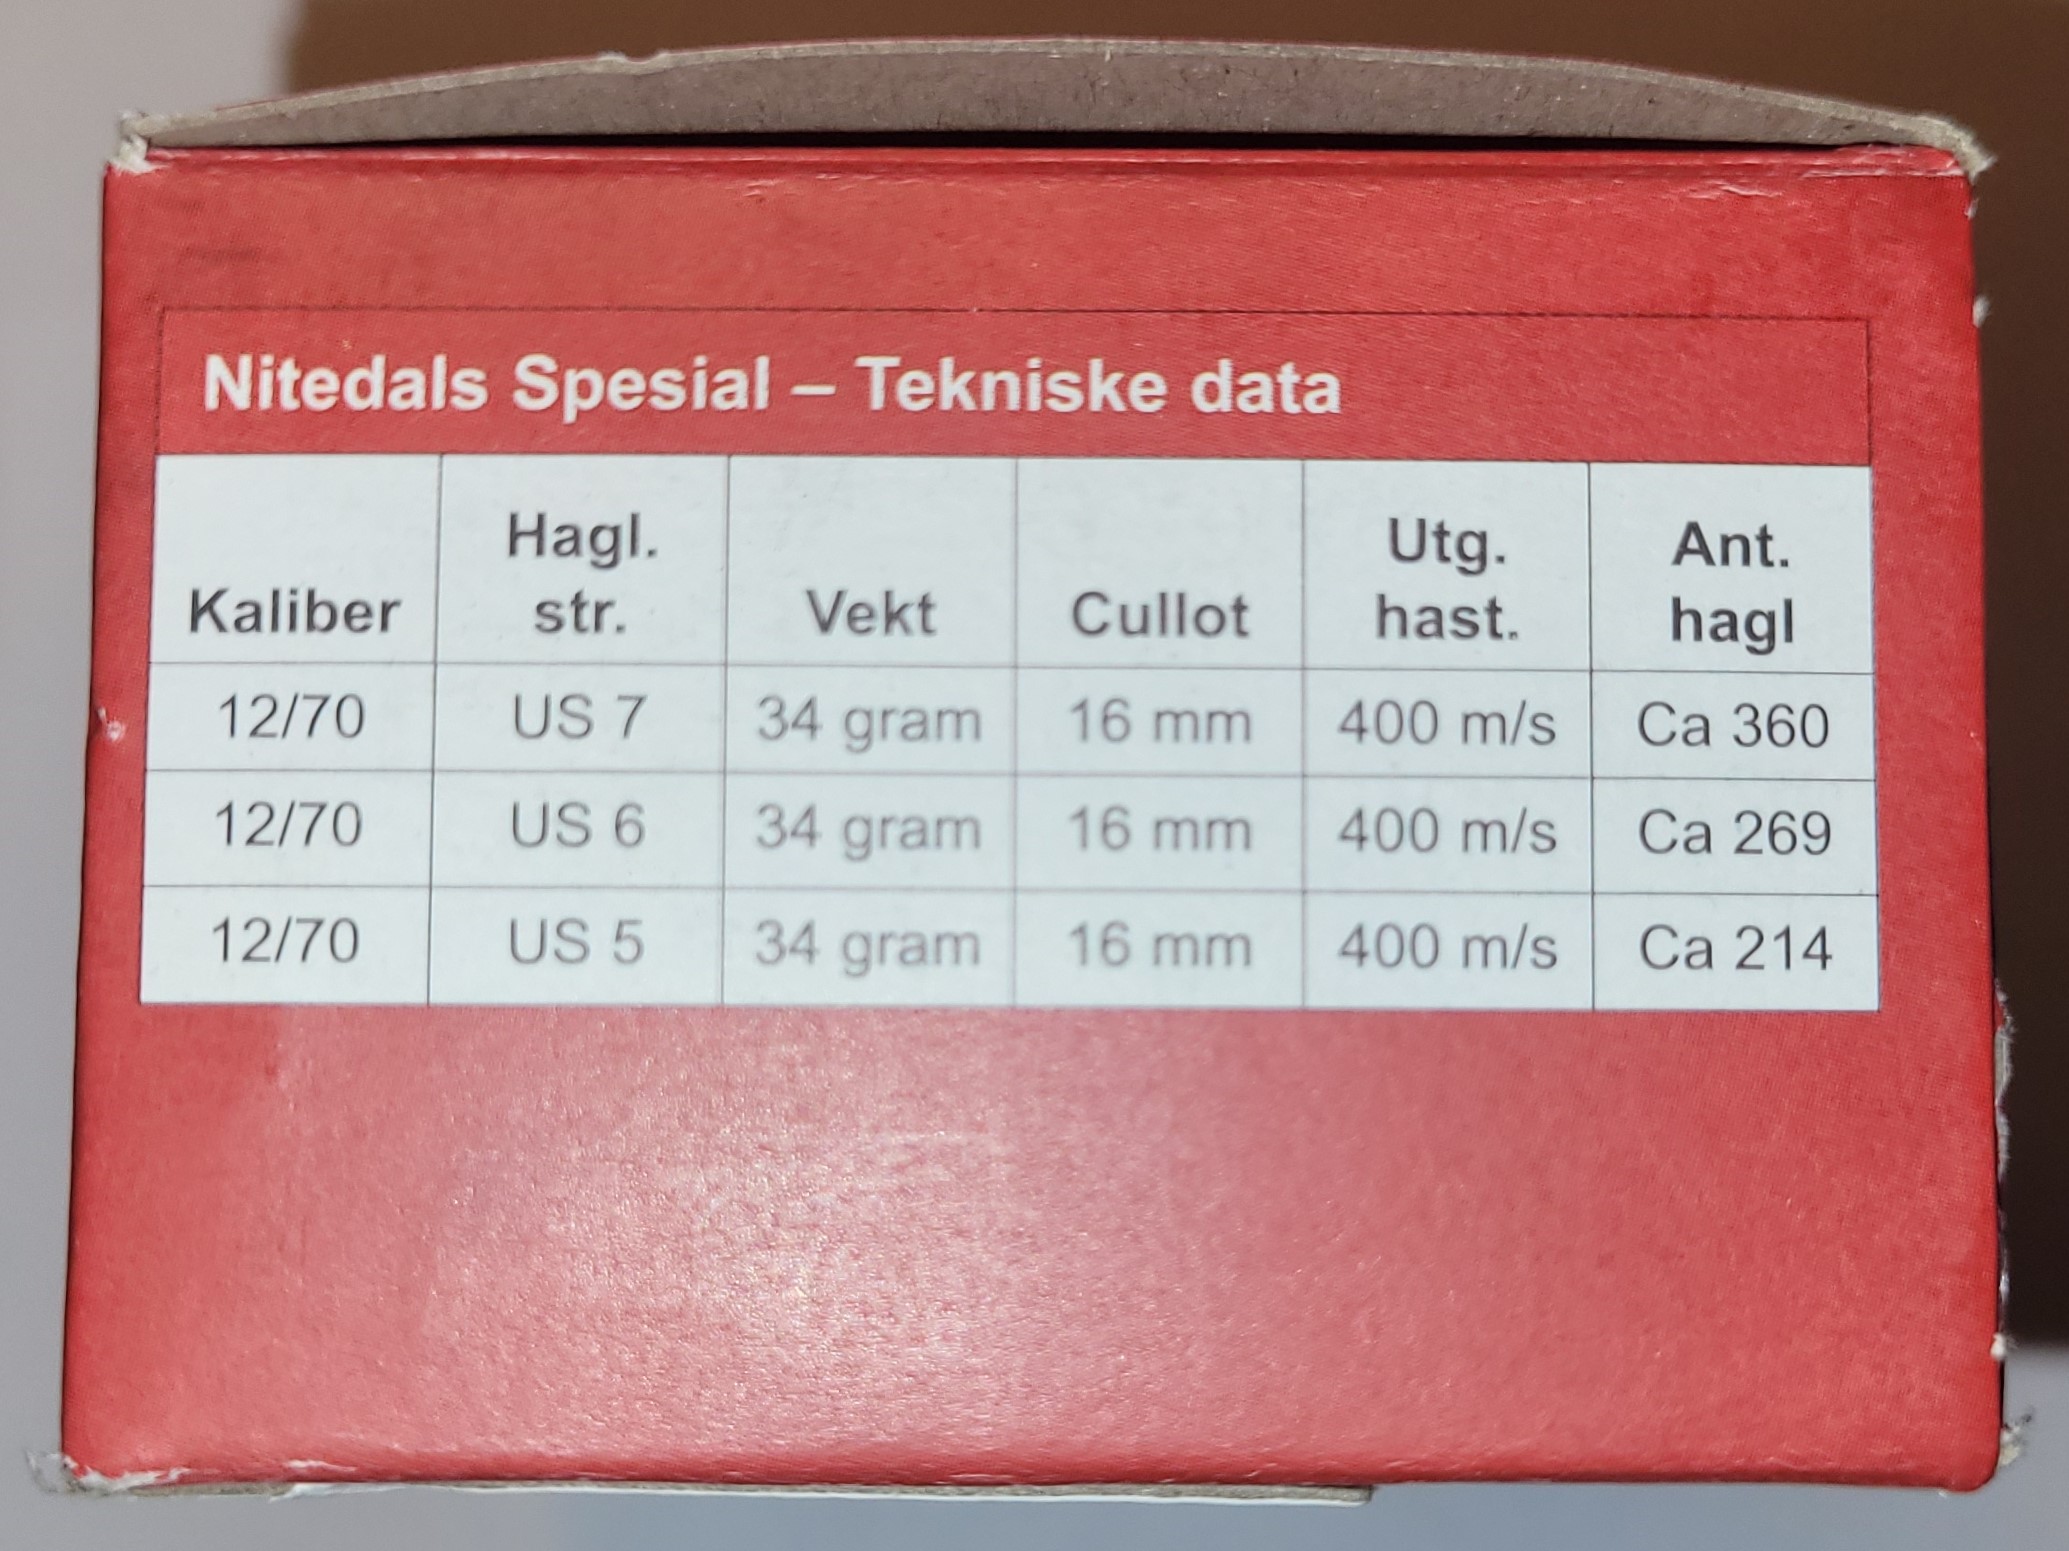 Nitedals Spesial – Tekniske data
Kaliber Hagl. str. Vekt Cullot Utg. hast. Ant. hagl
12/70 US 7 34 gram 16 mm 400 m/s Ca 360
12/70 US 6 34 gram 16 mm 400 m/s Ca 269
12/70 US 5 34 gram 16 mm 400 m/s Ca 214